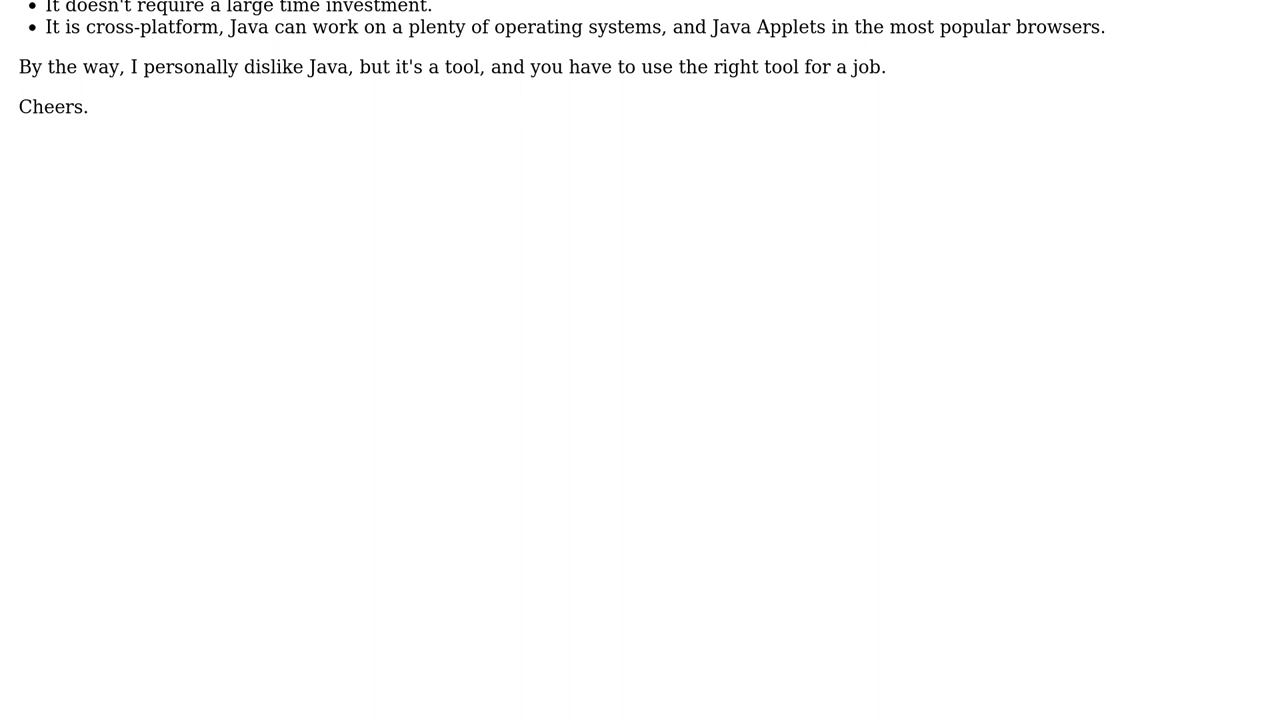 • It doesn't require a large time investment.
• It is cross-platform, Java can work on a plenty of operating systems, and Java Applets in the most popular browsers.
By the way, I personally dislike Java, but it's a tool, and you have to use the right tool for a job.
Cheers.